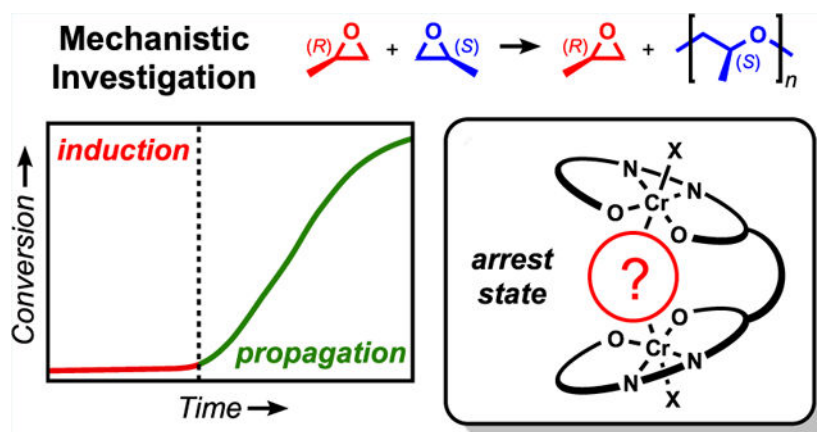 Mechanistic
Investigation
(R) O + O (S) → (R) O + [ O (S) ]n
induction
propagation
Conversion →
Time →
arrest
state
X
N
N
Cr
O
O
?
O
O
Cr
N
N
X